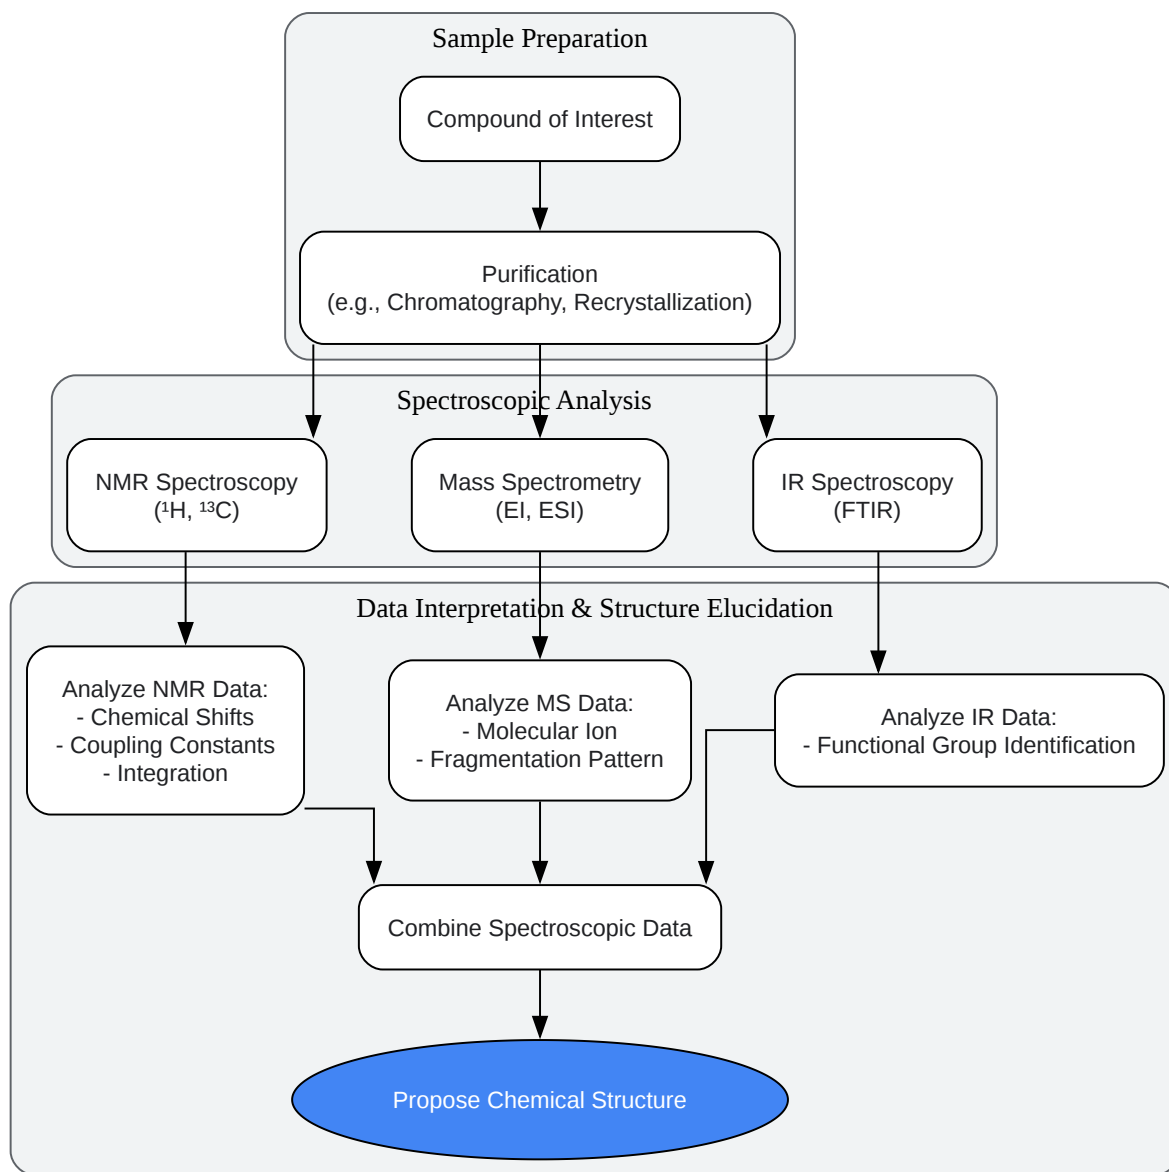 Sample Preparation
Compound of Interest
Purification
(e.g., Chromatography, Recrystallization)
Spectroscopic Analysis
NMR Spectroscopy
(¹H, ¹³C)
Mass Spectrometry
(EI, ESI)
IR Spectroscopy
(FTIR)
Data Interpretation & Structure Elucidation
Analyze NMR Data:
- Chemical Shifts
- Coupling Constants
- Integration
Analyze MS Data:
- Molecular Ion
- Fragmentation Pattern
Analyze IR Data:
- Functional Group Identification
Combine Spectroscopic Data
Propose Chemical Structure